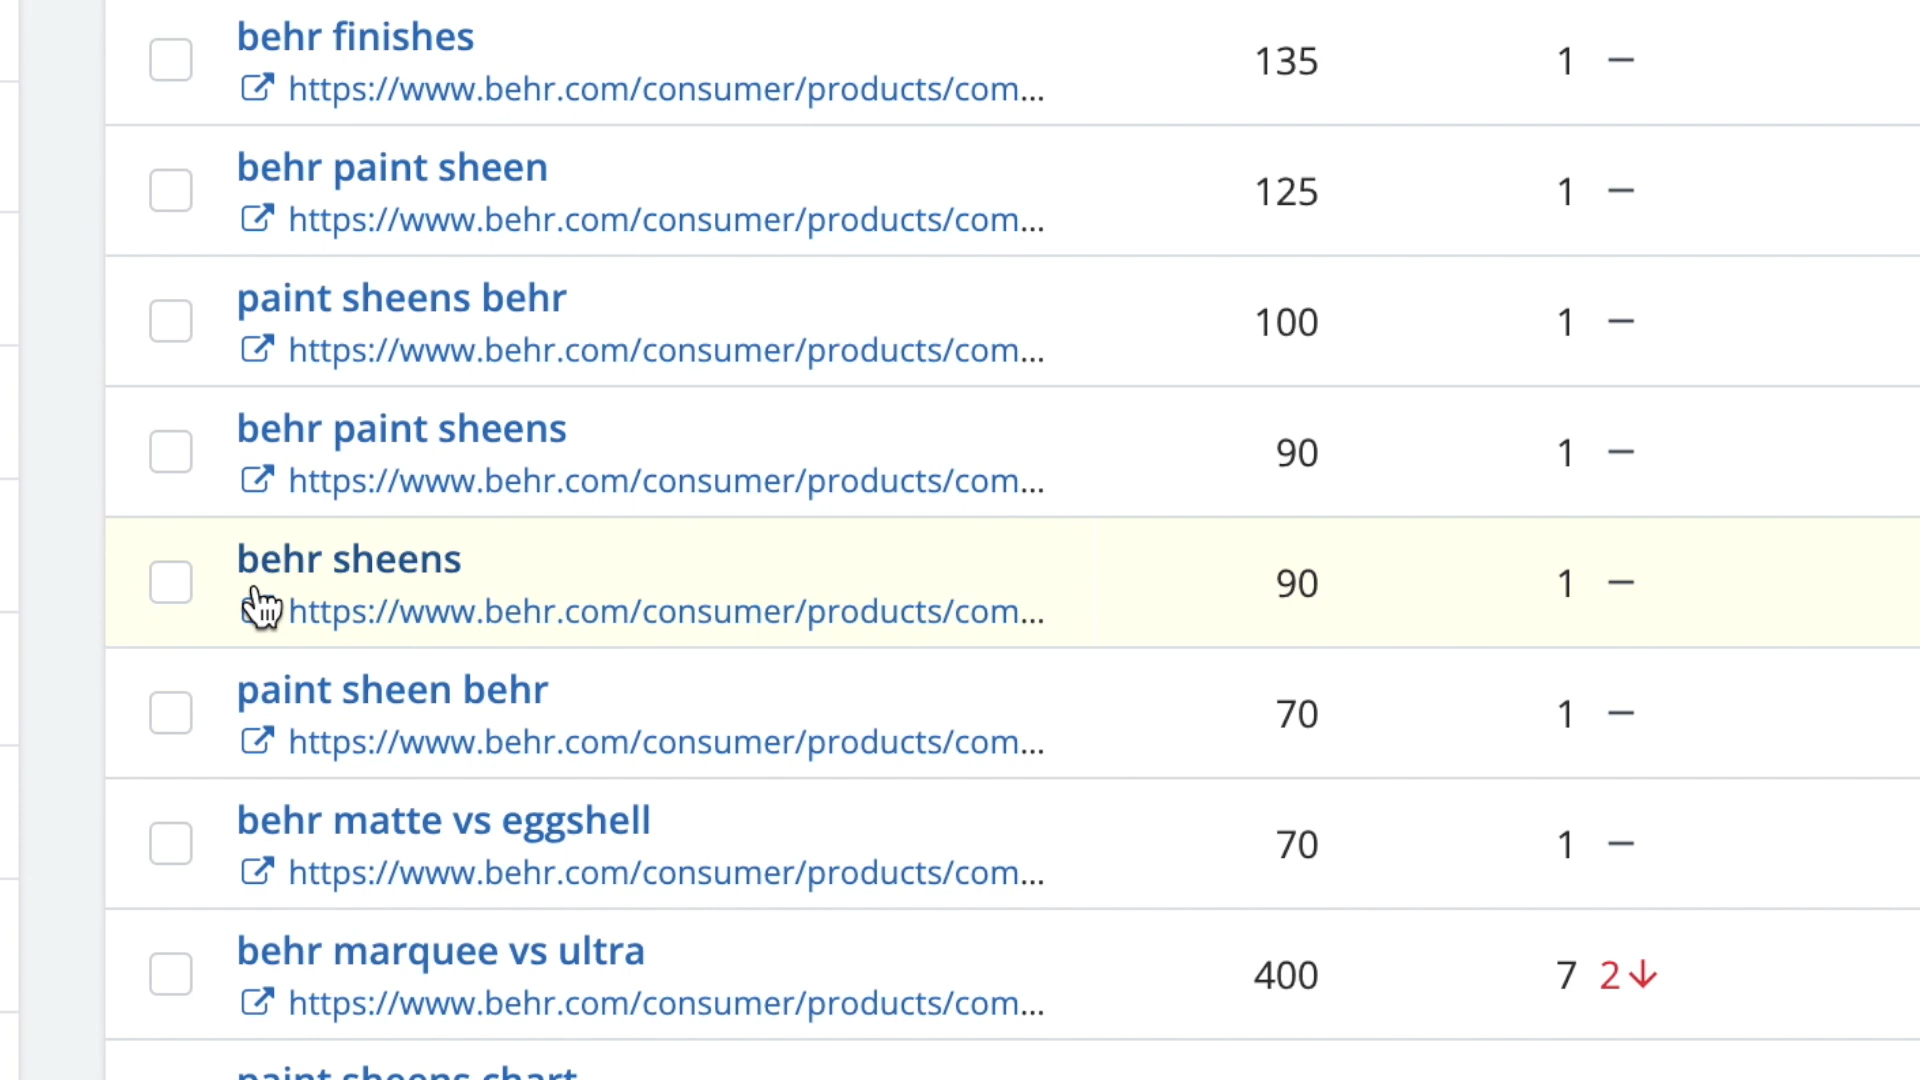 behr finishes
https://www.behr.com/consumer/products/com...
135 1 —
behr paint sheen
https://www.behr.com/consumer/products/com...
125 1 —
paint sheens behr
https://www.behr.com/consumer/products/com...
100 1 —
behr paint sheens
https://www.behr.com/consumer/products/com...
90 1 —
behr sheens
https://www.behr.com/consumer/products/com...
90 1 —
paint sheen behr
https://www.behr.com/consumer/products/com...
70 1 —
behr matte vs eggshell
https://www.behr.com/consumer/products/com...
70 1 —
behr marquee vs ultra
https://www.behr.com/consumer/products/com...
400 7 2↓
paint sheens chart